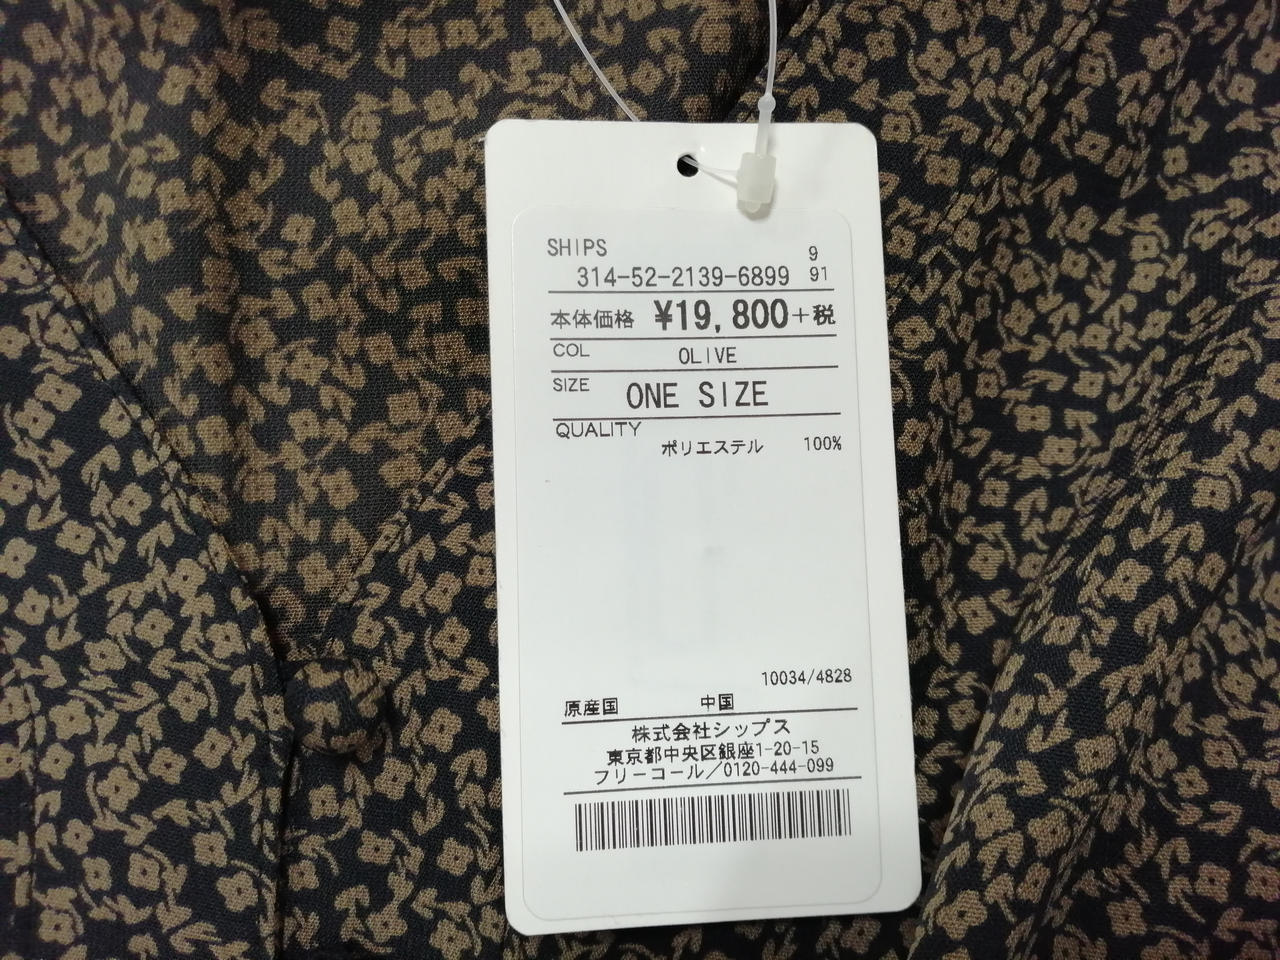 SHIPS 9
314-52-2139-6899 91
本体価格 ¥19,800+税
COL OLIVE
SIZE ONE SIZE
QUALITY
ポリエステル 100%
10034/4828
原産国 中国
株式会社シップス
東京都中央区銀座1-20-15
フリーコール/0120-444-099